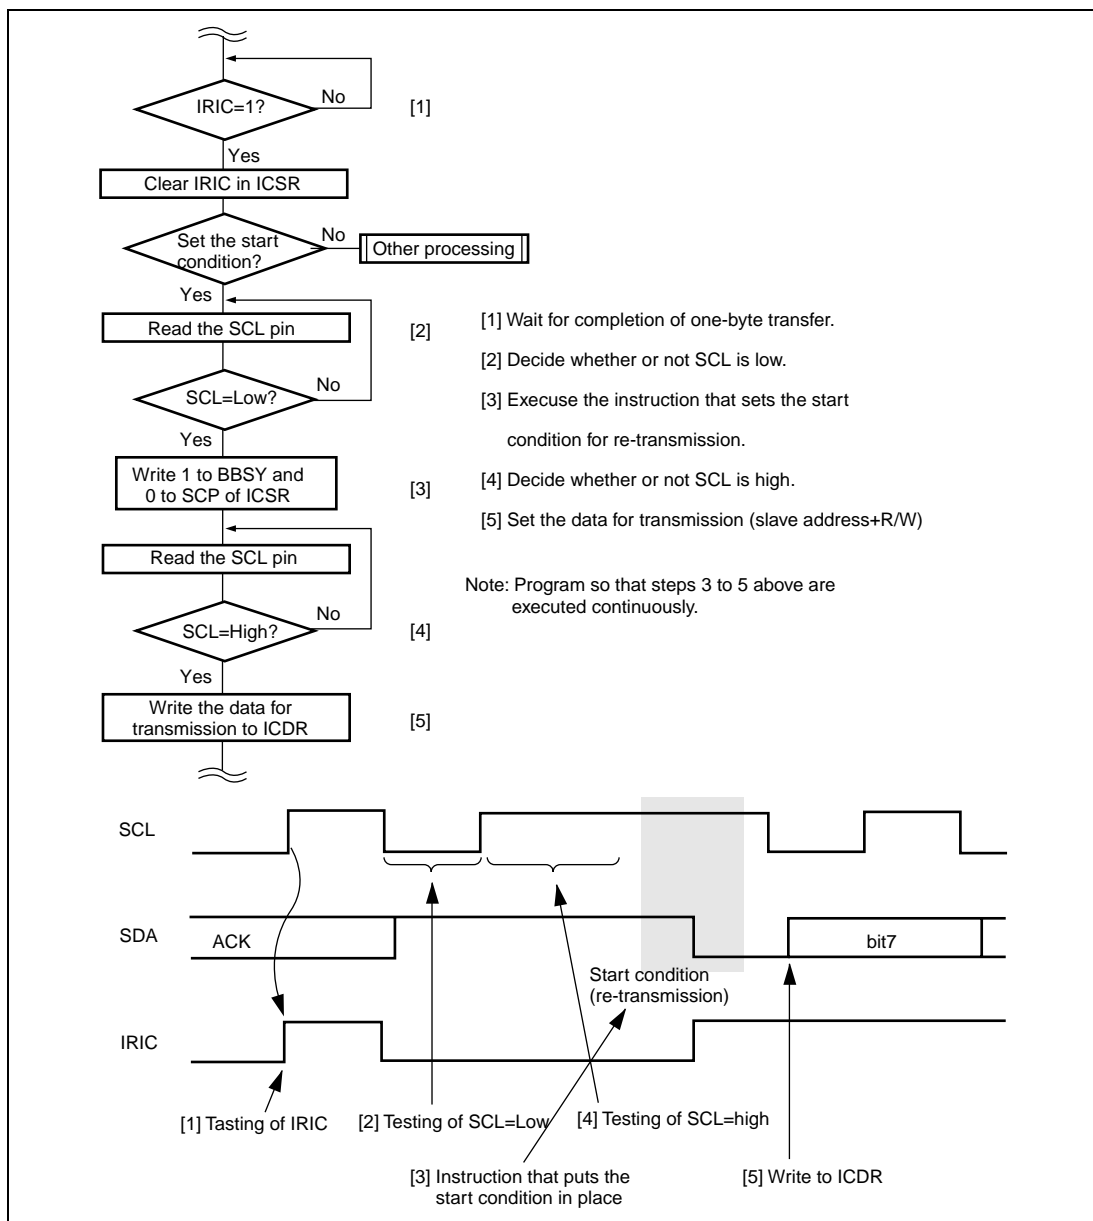 IRIC=1?
No
[1]
Yes
Clear IRIC in ICSR
Set the start
condition?
No
Other processing
Yes
Read the SCL pin
[2]
SCL=Low?
No
Yes
Write 1 to BBSY and
0 to SCP of ICSR
[3]
Read the SCL pin
SCL=High?
No
[4]
Yes
Write the data for
transmission to ICDR
[5]
[1] Wait for completion of one-byte transfer.
[2] Decide whether or not SCL is low.
[3] Execuse the instruction that sets the start
condition for re-transmission.
[4] Decide whether or not SCL is high.
[5] Set the data for transmission (slave address+R/W)
Note: Program so that steps 3 to 5 above are
executed continuously.
SCL
SDA
ACK
bit7
Start condition
(re-transmission)
IRIC
[1] Tasting of IRIC
[2] Testing of SCL=Low
[4] Testing of SCL=high
[3] Instruction that puts the
start condition in place
[5] Write to ICDR